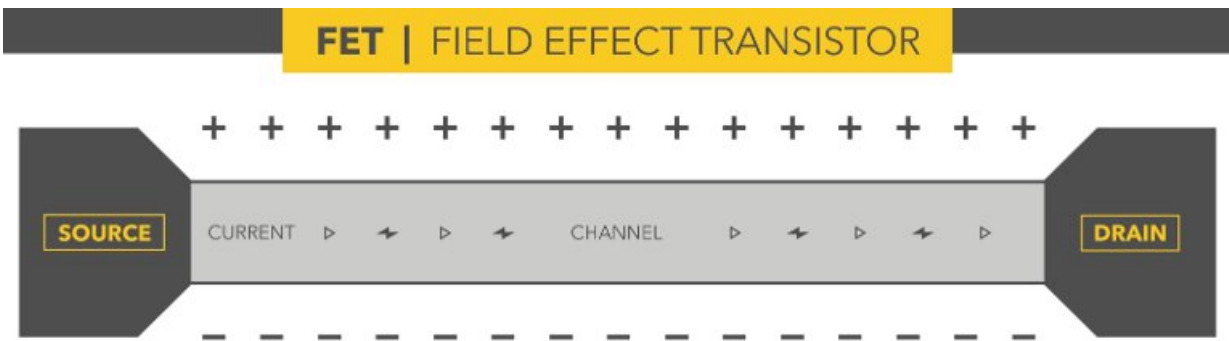 FET | FIELD EFFECT TRANSISTOR
+ + + + + + + + + + + + + + +
SOURCE CURRENT CHANNEL DRAIN
− − − − − − − − − − − − − − −